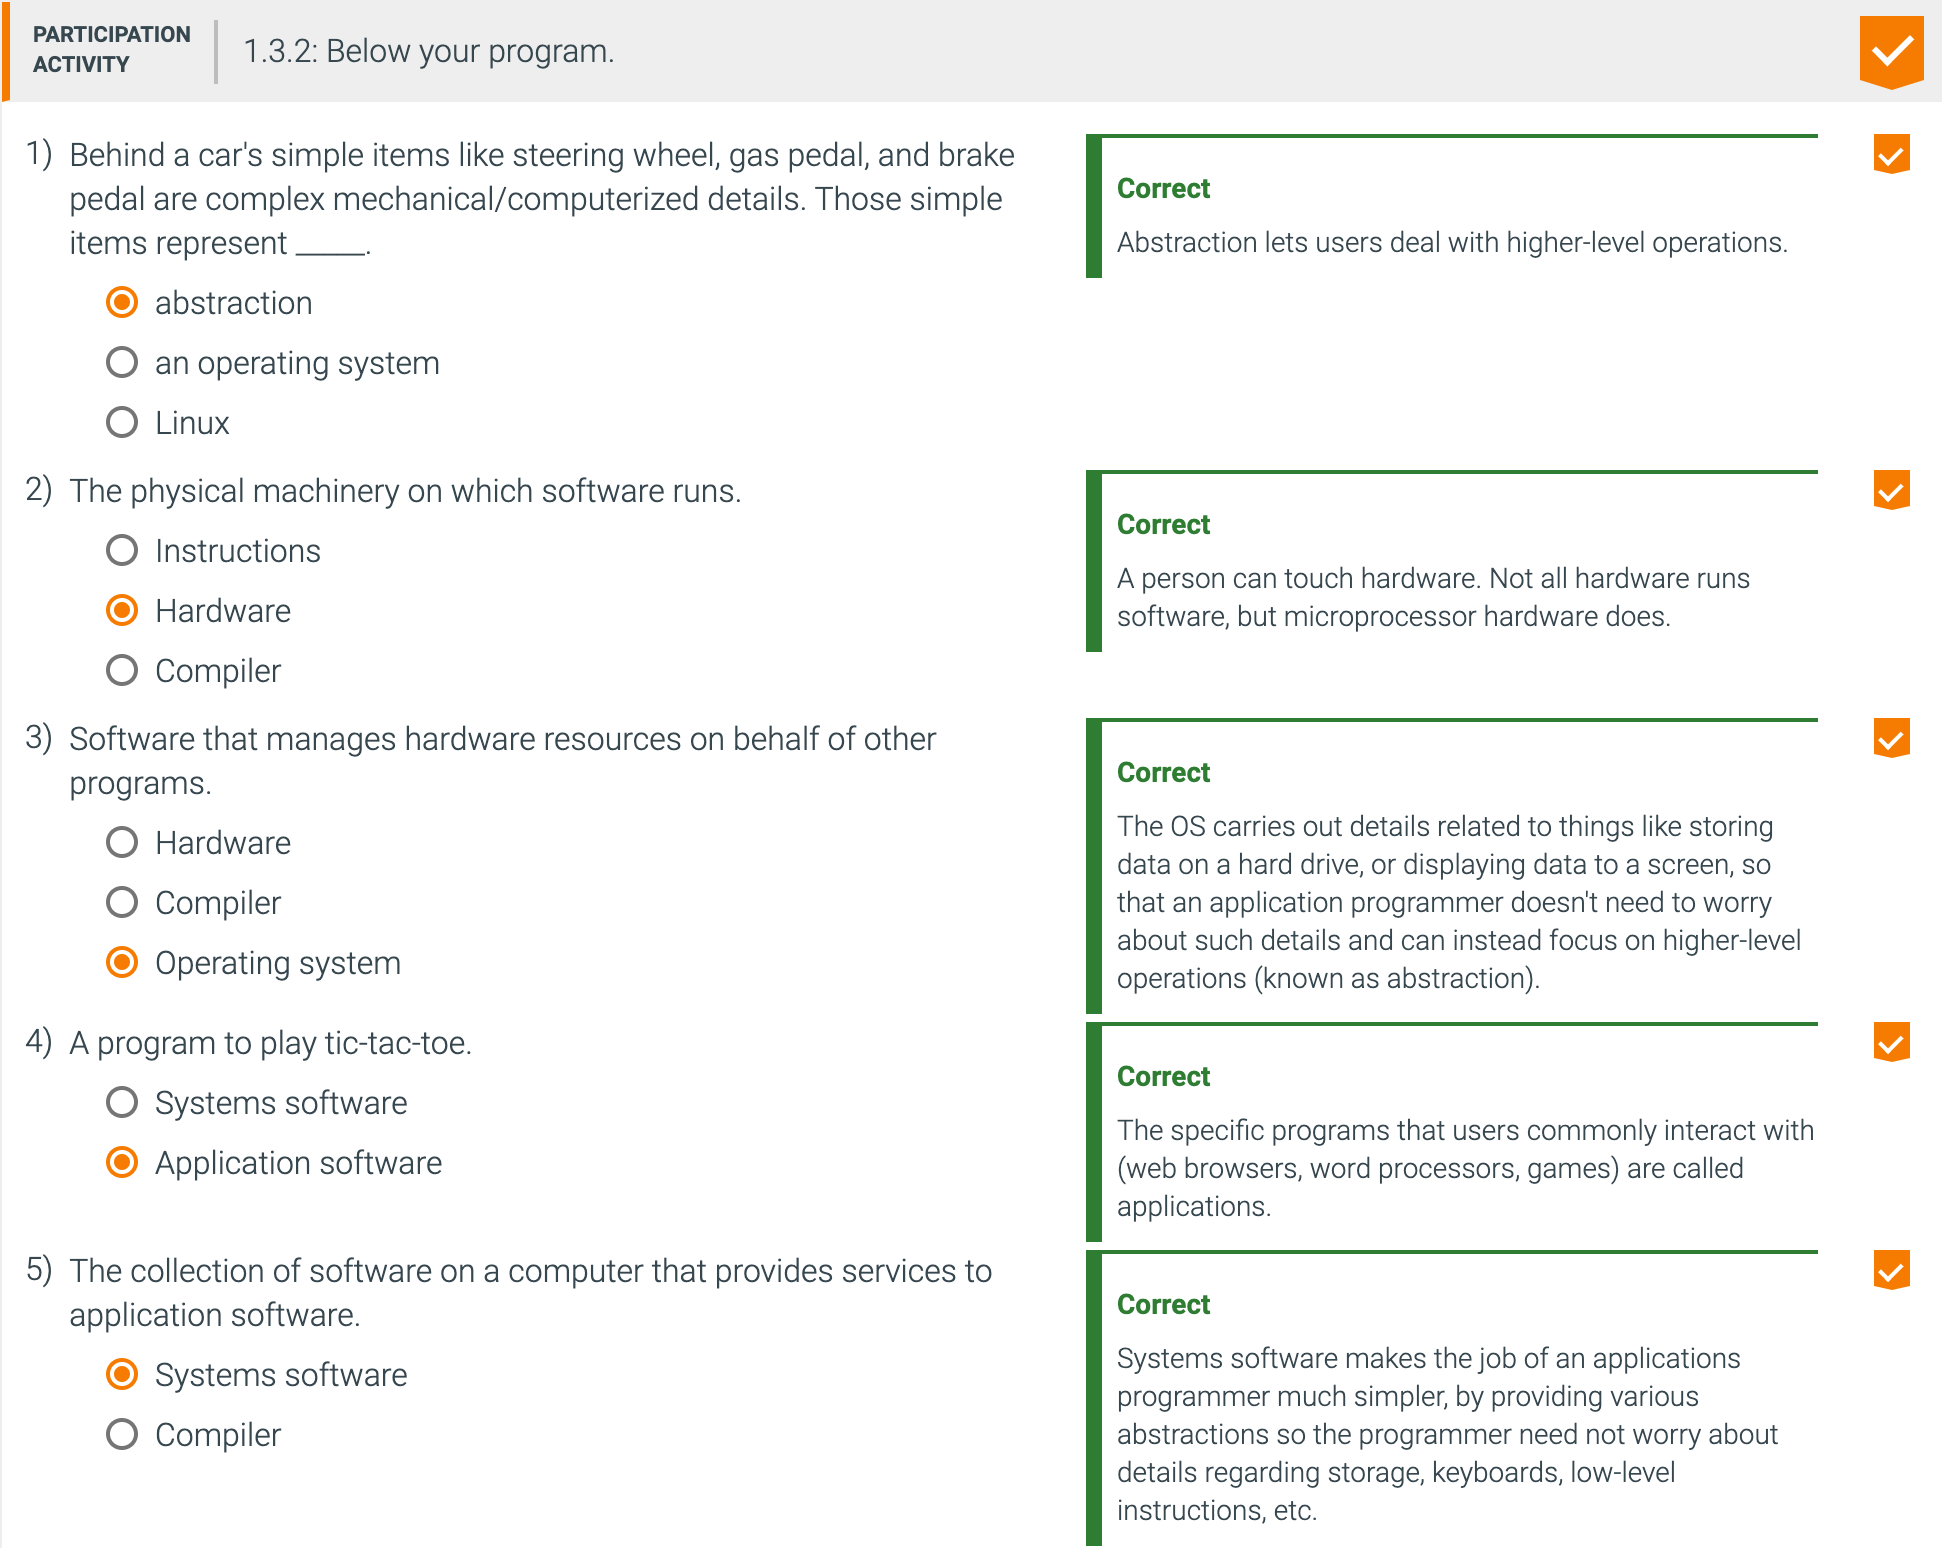 PARTICIPATION
ACTIVITY
1.3.2: Below your program.
1) Behind a car's simple items like steering wheel, gas pedal, and brake
pedal are complex mechanical/computerized details. Those simple
items represent _____.
abstraction
an operating system
Linux
Correct
Abstraction lets users deal with higher-level operations.
2) The physical machinery on which software runs.
Instructions
Hardware
Compiler
Correct
A person can touch hardware. Not all hardware runs
software, but microprocessor hardware does.
3) Software that manages hardware resources on behalf of other
programs.
Hardware
Compiler
Operating system
Correct
The OS carries out details related to things like storing
data on a hard drive, or displaying data to a screen, so
that an application programmer doesn't need to worry
about such details and can instead focus on higher-level
operations (known as abstraction).
4) A program to play tic-tac-toe.
Systems software
Application software
Correct
The specific programs that users commonly interact with
(web browsers, word processors, games) are called
applications.
5) The collection of software on a computer that provides services to
application software.
Systems software
Compiler
Correct
Systems software makes the job of an applications
programmer much simpler, by providing various
abstractions so the programmer need not worry about
details regarding storage, keyboards, low-level
instructions, etc.